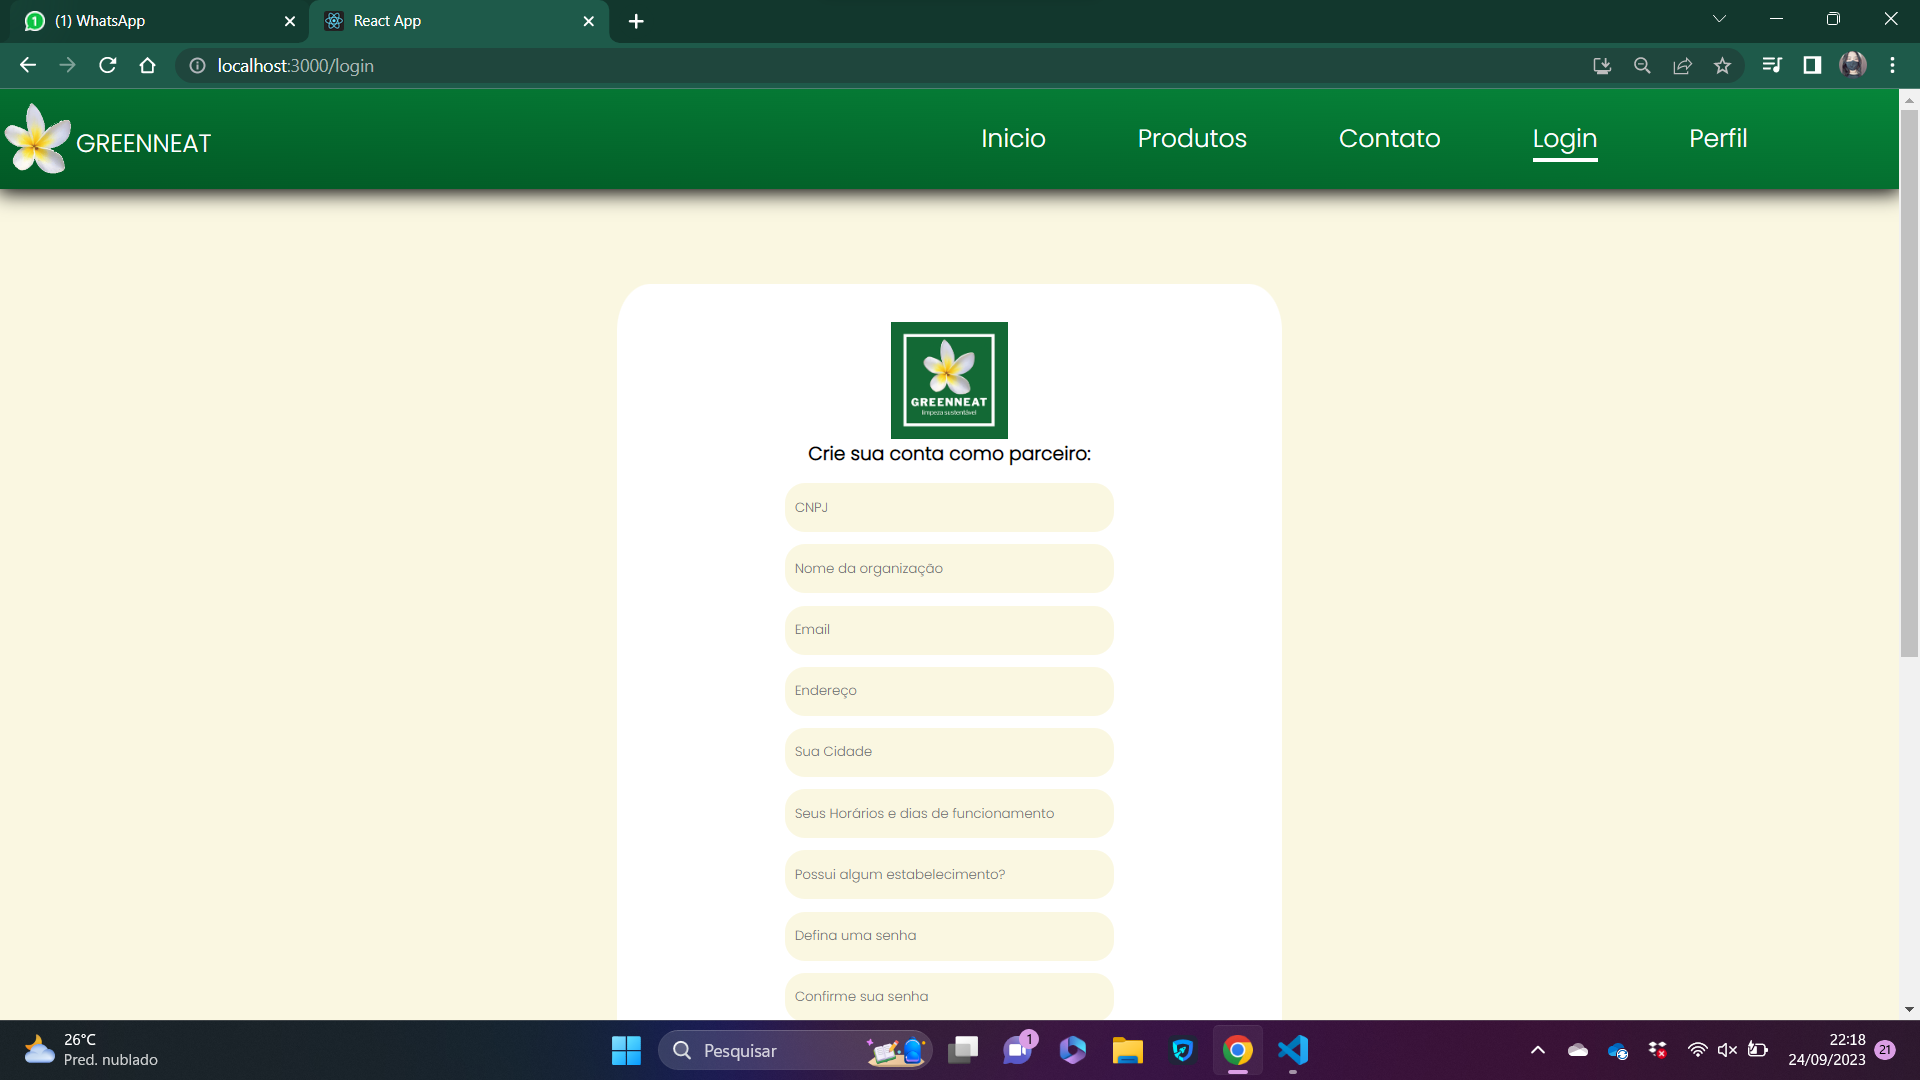 (1) WhatsApp
React App
localhost:3000/login
GREENNEAT
Inicio
Produtos
Contato
Login
Perfil
GREENNEAT
limpeza sustentável
Crie sua conta como parceiro:
CNPJ
Nome da organização
Email
Endereço
Sua Cidade
Seus Horários e dias de funcionamento
Possui algum estabelecimento?
Defina uma senha
Confirme sua senha
26°C
Pred. nublado
Pesquisar
1
22:18
24/09/2023
21